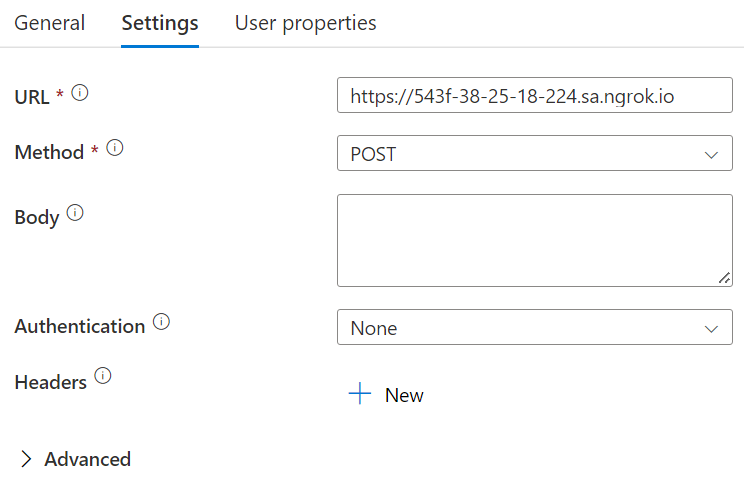 General Settings User properties
URL *
https://543f-38-25-18-224.sa.ngrok.io
Method *
POST
Body
Authentication
None
Headers
New
Advanced